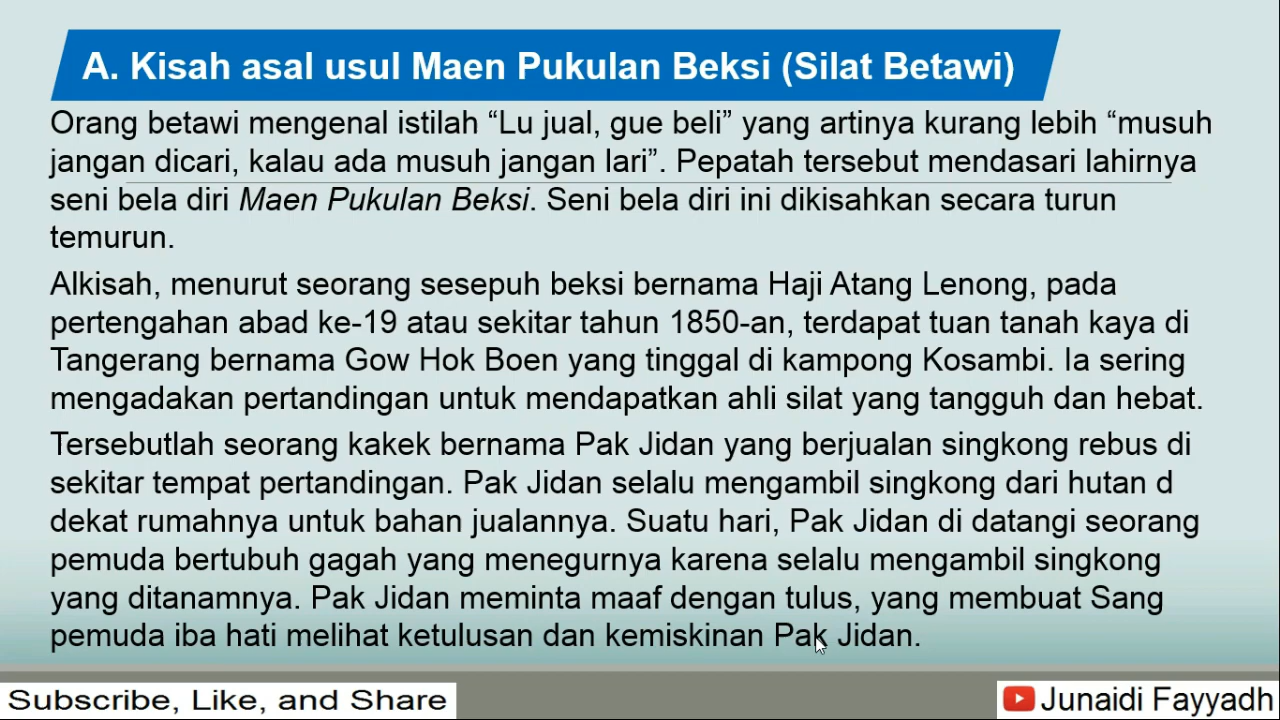 A. Kisah asal usul Maen Pukulan Beksi (Silat Betawi)
Orang betawi mengenal istilah “Lu jual, gue beli” yang artinya kurang lebih “musuh
jangan dicari, kalau ada musuh jangan lari”. Pepatah tersebut mendasari lahirnya
seni bela diri Maen Pukulan Beksi. Seni bela diri ini dikisahkan secara turun
temurun.
Alkisah, menurut seorang sesepuh beksi bernama Haji Atang Lenong, pada
pertengahan abad ke-19 atau sekitar tahun 1850-an, terdapat tuan tanah kaya di
Tangerang bernama Gow Hok Boen yang tinggal di kampong Kosambi. Ia sering
mengadakan pertandingan untuk mendapatkan ahli silat yang tangguh dan hebat.
Tersebutlah seorang kakek bernama Pak Jidan yang berjualan singkong rebus di
sekitar tempat pertandingan. Pak Jidan selalu mengambil singkong dari hutan d
dekat rumahnya untuk bahan jualannya. Suatu hari, Pak Jidan di datangi seorang
pemuda bertubuh gagah yang menegurnya karena selalu mengambil singkong
yang ditanamnya. Pak Jidan meminta maaf dengan tulus, yang membuat Sang
pemuda iba hati melihat ketulusan dan kemiskinan Pak Jidan.
Subscribe, Like, and Share
Junaidi Fayyadh